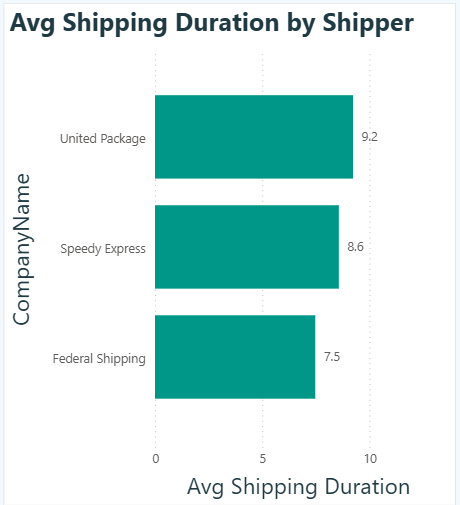 Avg Shipping Duration by Shipper
CompanyName
United Package 9.2
Speedy Express 8.6
Federal Shipping 7.5
0 5 10
Avg Shipping Duration